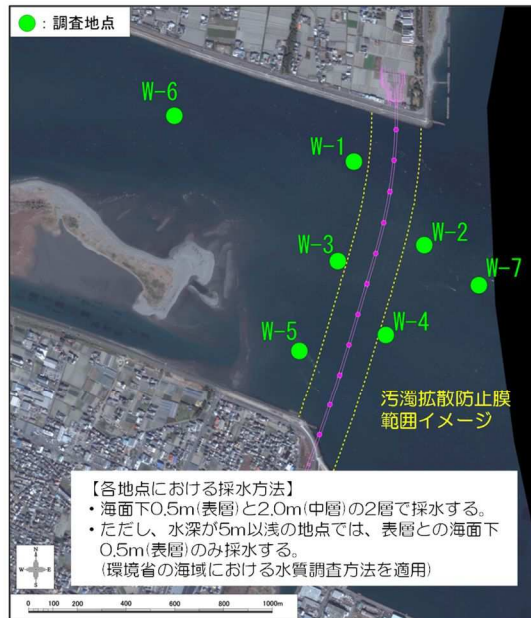 ●：調査地点
W-6
W-1
W-2
W-3
W-7
W-4
W-5
汚濁拡散防止膜
範囲イメージ
【各地点における採水方法】
・海面下0.5m(表層)と2.0m(中層)の2層で採水する。
・ただし、水深が5m以浅の地点では、表層との海面下
0.5m(表層)のみ採水する。
(環境省の海域における水質調査方法を適用)
N
W E
S
0 200 400 600 800 1000m